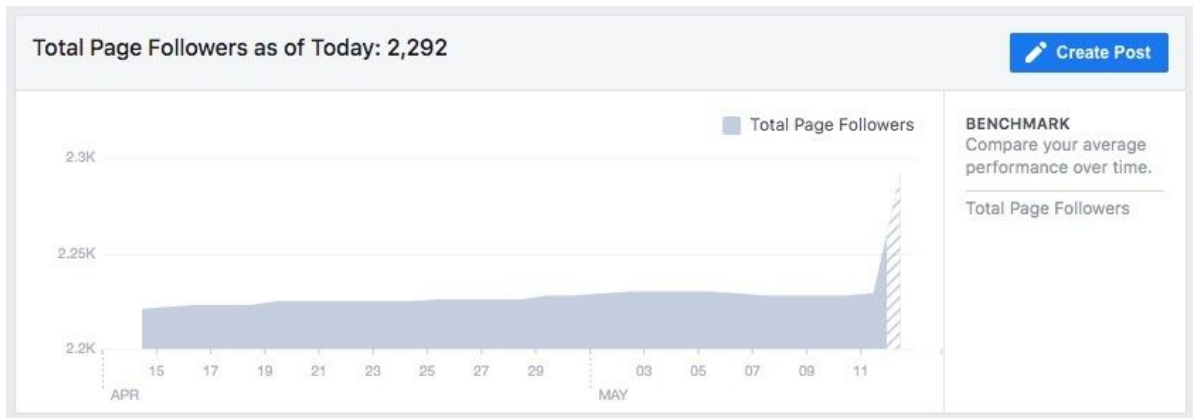 Total Page Followers as of Today: 2,292
Create Post
Total Page Followers
2.3K
2.25K
2.2K
15 17 19 21 23 25 27 29 03 05 07 09 11
APR MAY
BENCHMARK
Compare your average
performance over time.
Total Page Followers